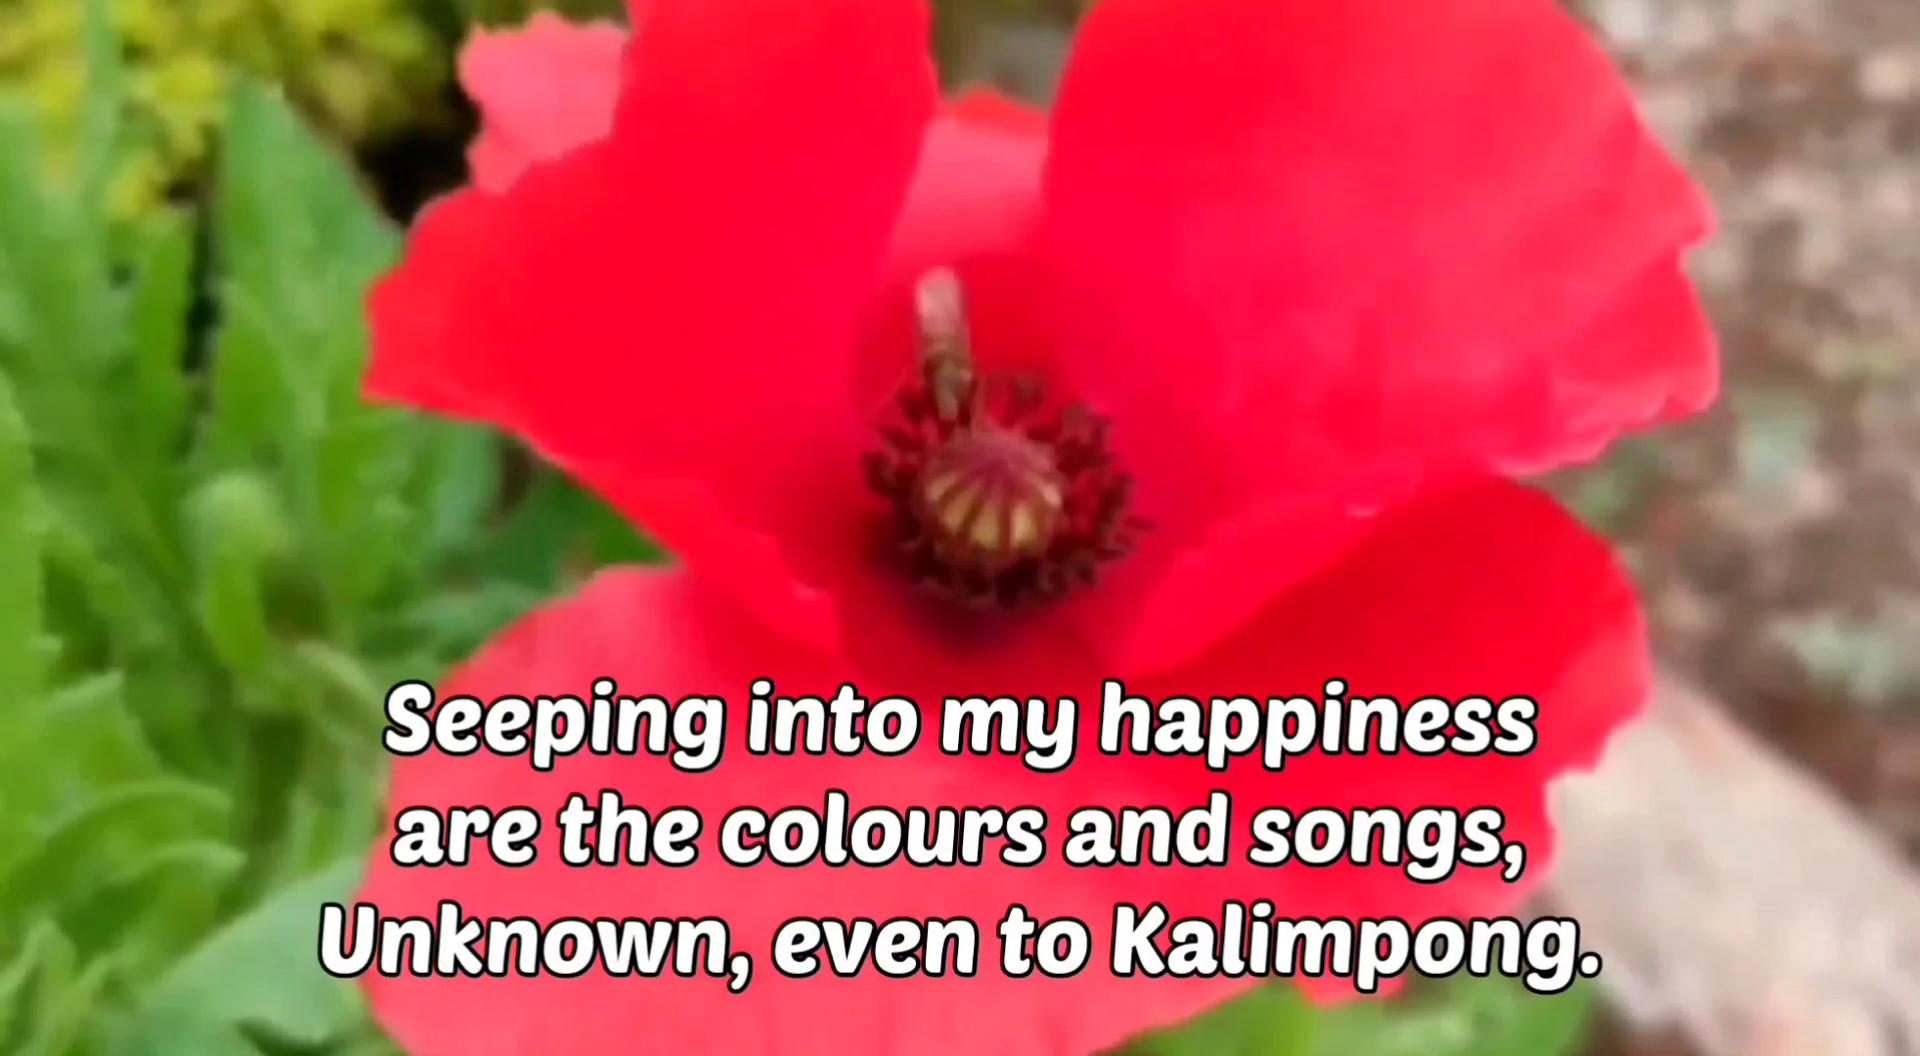 Seeping into my happiness
are the colours and songs,
Unknown, even to Kalimpong.